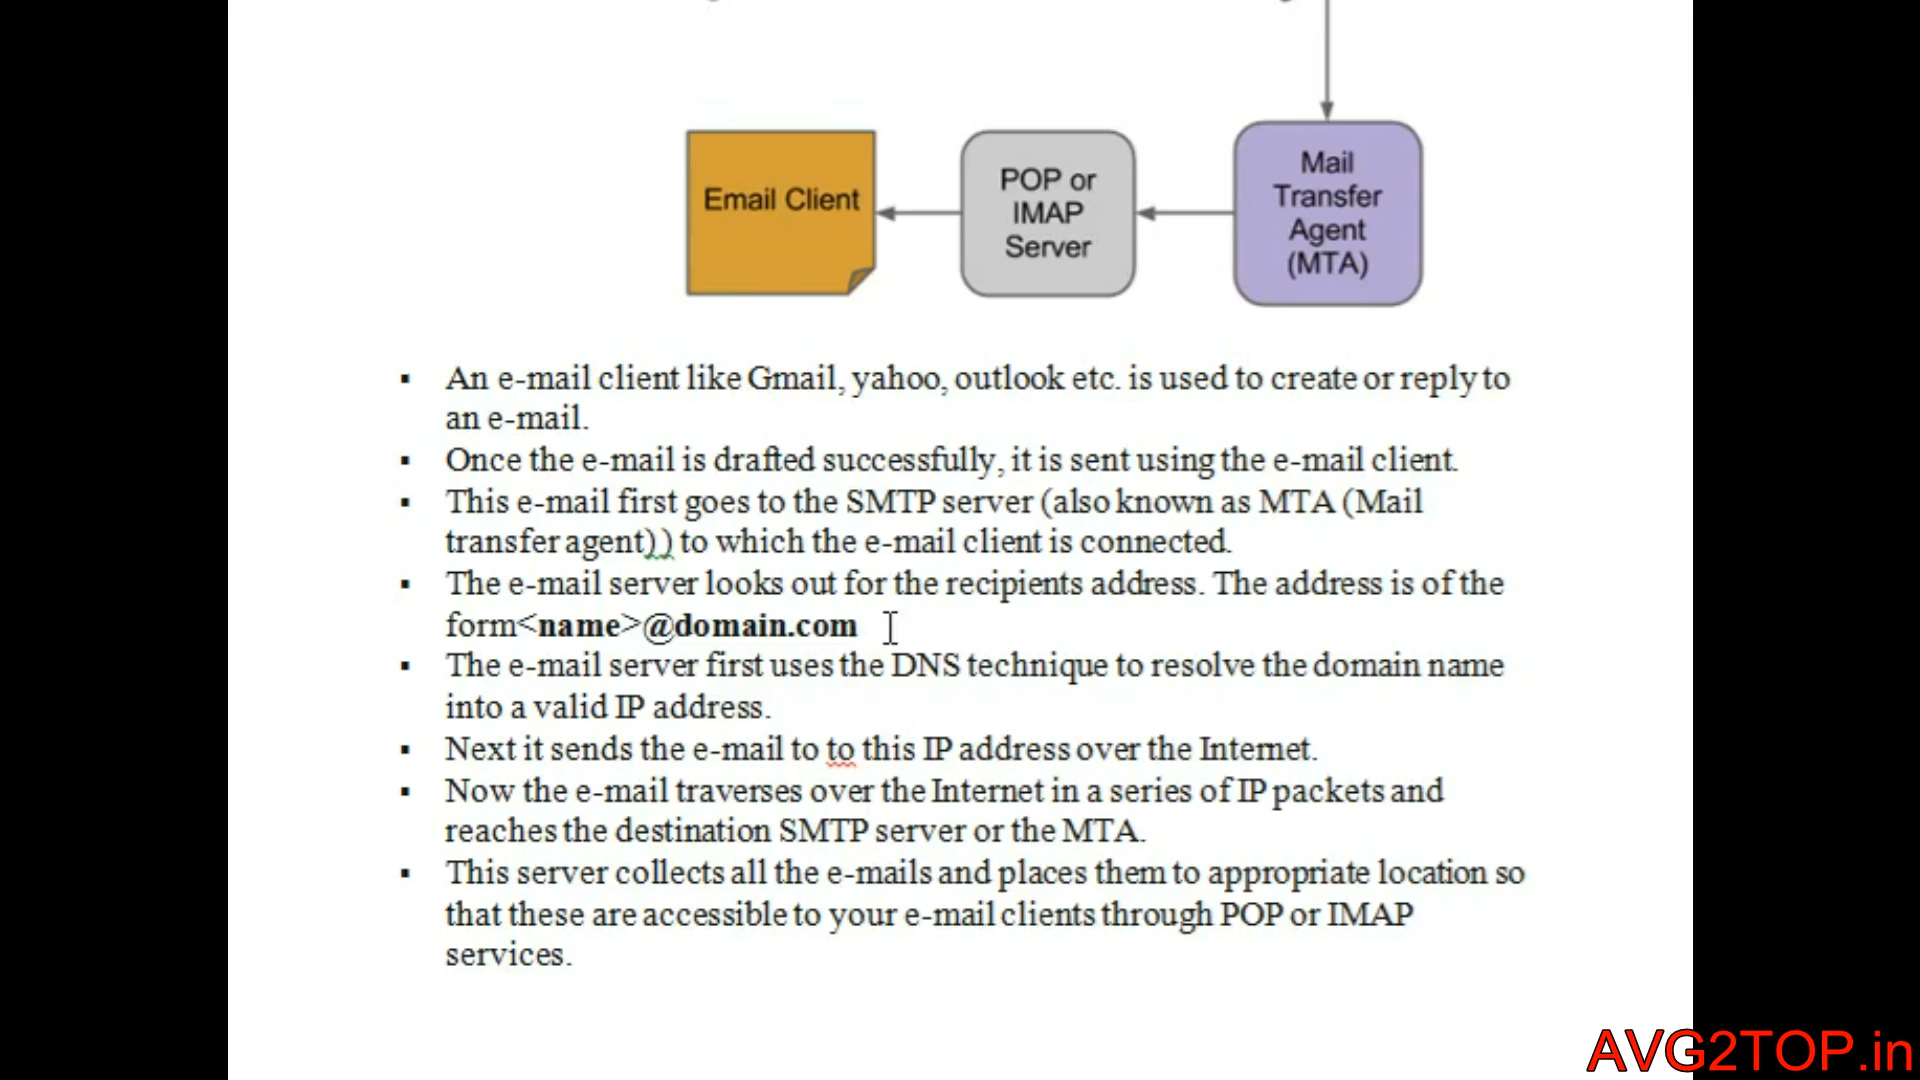 Email Client
POP or
IMAP
Server
Mail
Transfer
Agent
(MTA)
▪ An e-mail client like Gmail, yahoo, outlook etc. is used to create or reply to
an e-mail.
▪ Once the e-mail is drafted successfully, it is sent using the e-mail client.
▪ This e-mail first goes to the SMTP server (also known as MTA (Mail
transfer agent)) to which the e-mail client is connected.
▪ The e-mail server looks out for the recipients address. The address is of the
form<name>@domain.com
▪ The e-mail server first uses the DNS technique to resolve the domain name
into a valid IP address.
▪ Next it sends the e-mail to to this IP address over the Internet.
▪ Now the e-mail traverses over the Internet in a series of IP packets and
reaches the destination SMTP server or the MTA.
▪ This server collects all the e-mails and places them to appropriate location so
that these are accessible to your e-mail clients through POP or IMAP
services.
AVG2TOP.in